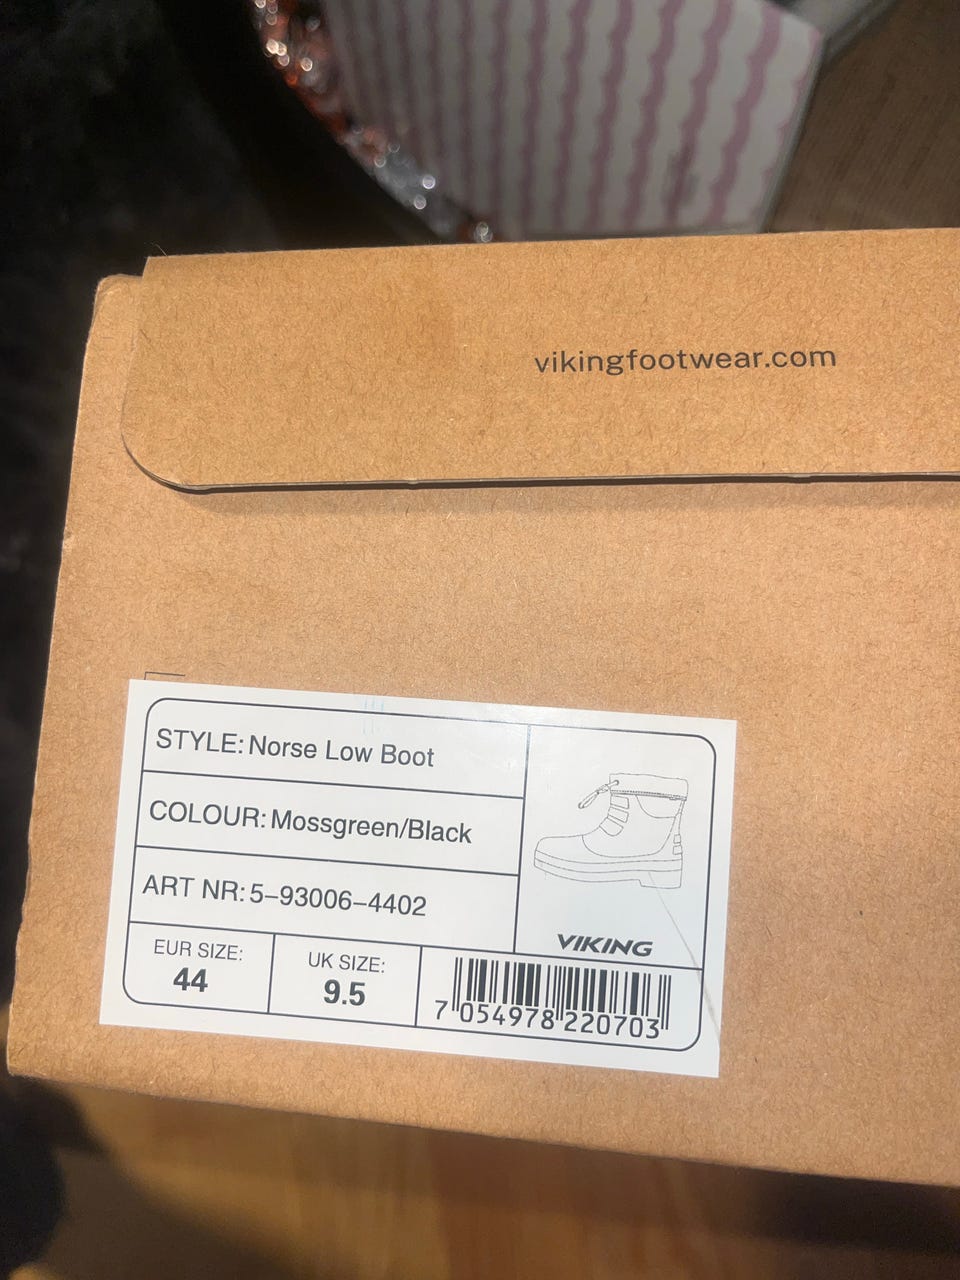 vikingfootwear.com
STYLE: Norse Low Boot
COLOUR: Mossgreen/Black
ART NR: 5–93006–4402
VIKING
EUR SIZE:
44
UK SIZE:
9.5
7 054978 220703